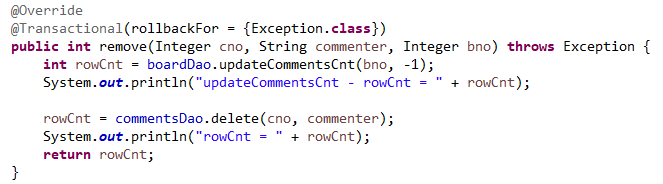 @Override
@Transactional(rollbackFor = {Exception.class})
public int remove(Integer cno, String commenter, Integer bno) throws Exception {
int rowCnt = boardDao.updateCommentsCnt(bno, -1);
System.out.println("updateCommentsCnt - rowCnt = " + rowCnt);
rowCnt = commentsDao.delete(cno, commenter);
System.out.println("rowCnt = " + rowCnt);
return rowCnt;
}